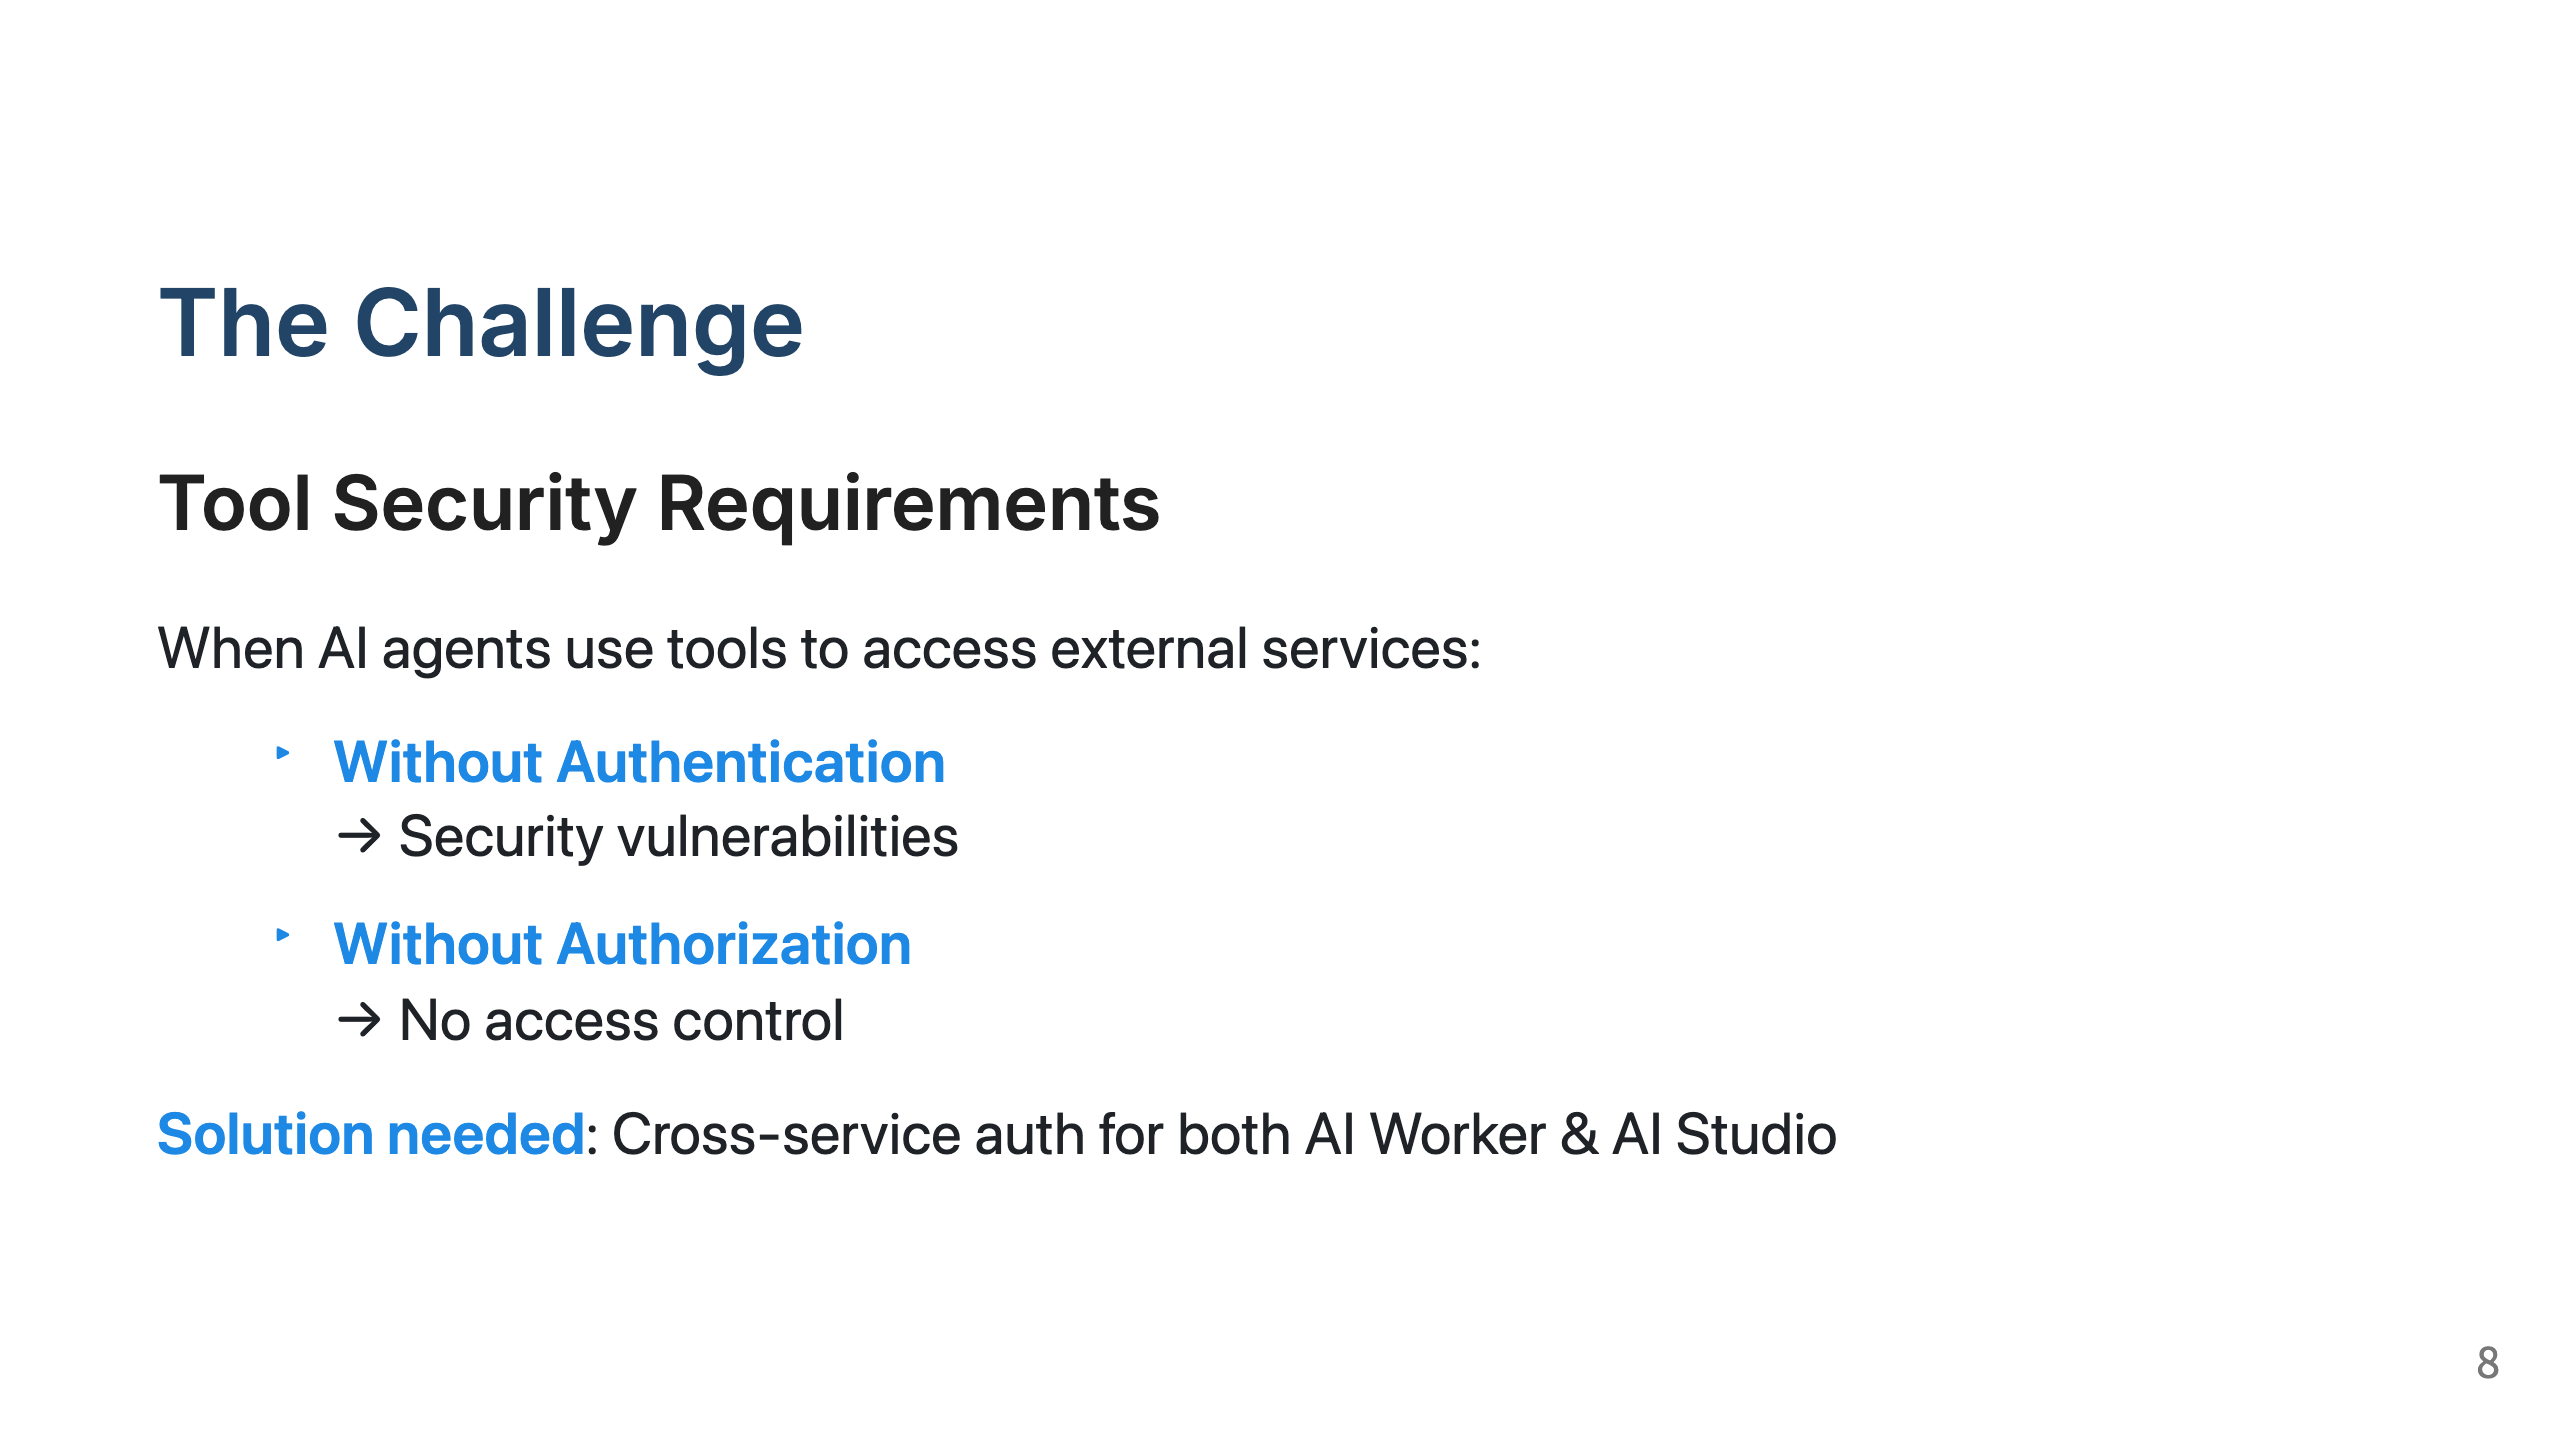 The Challenge
Tool Security Requirements
When AI agents use tools to access external services:
‣ Without Authentication
→ Security vulnerabilities
‣ Without Authorization
→ No access control
Solution needed: Cross-service auth for both AI Worker & AI Studio
8